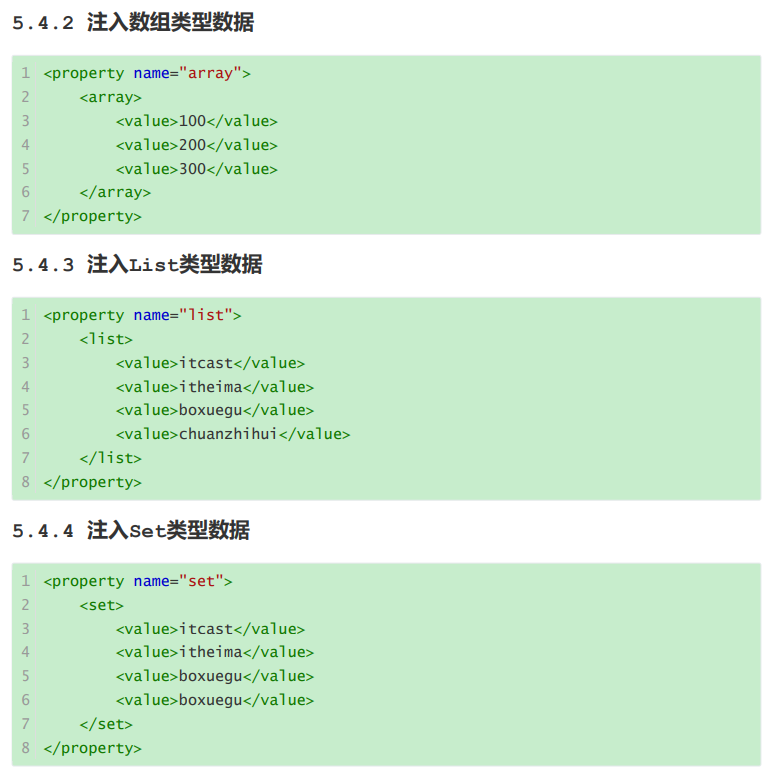 5.4.2 注入数组类型数据
1 <property name="array">
2     <array>
3         <value>100</value>
4         <value>200</value>
5         <value>300</value>
6     </array>
7 </property>
5.4.3 注入List类型数据
1 <property name="list">
2     <list>
3         <value>itcast</value>
4         <value>itheima</value>
5         <value>boxuegu</value>
6         <value>chuanzhihui</value>
7     </list>
8 </property>
5.4.4 注入Set类型数据
1 <property name="set">
2     <set>
3         <value>itcast</value>
4         <value>itheima</value>
5         <value>boxuegu</value>
6         <value>boxuegu</value>
7     </set>
8 </property>